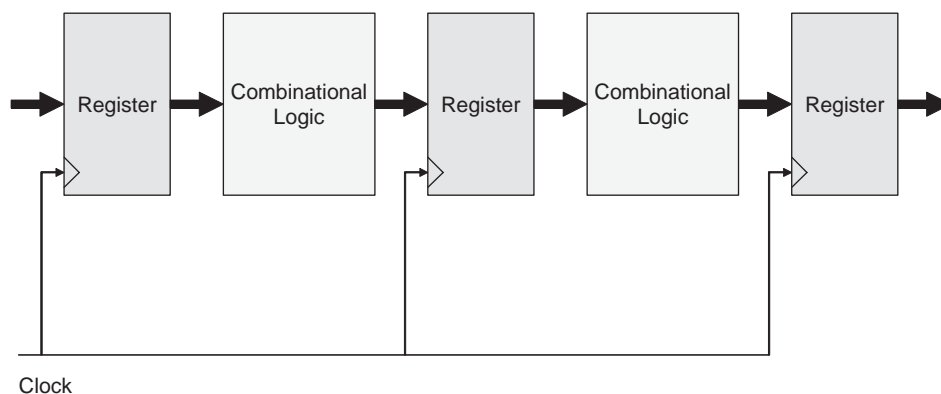 Register
Combinational
Logic
Register
Combinational
Logic
Register
Clock